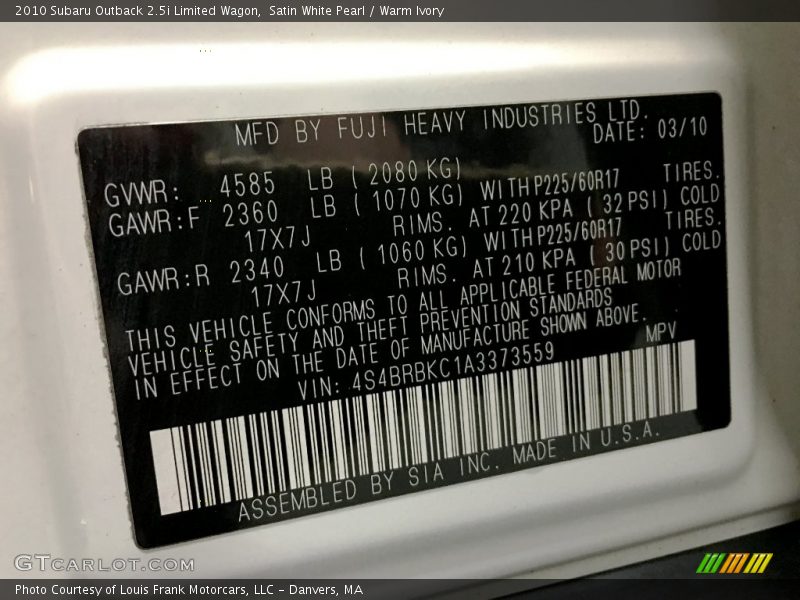 2010 Subaru Outback 2.5i Limited Wagon,  Satin White Pearl / Warm Ivory
MFD BY FUJI HEAVY INDUSTRIES LTD.
DATE: 03/10
GVWR: 4585 LB ( 2080 KG)
GAWR:F 2360 LB ( 1070 KG) WITHP225/60R17 TIRES.
17X7J RIMS. AT 220 KPA ( 32 PSI) COLD
GAWR:R 2340 LB ( 1060 KG) WITHP225/60R17 TIRES.
17X7J RIMS. AT 210 KPA ( 30 PSI) COLD
THIS VEHICLE CONFORMS TO ALL APPLICABLE FEDERAL MOTOR
VEHICLE SAFETY AND THEFT PREVENTION STANDARDS
IN EFFECT ON THE DATE OF MANUFACTURE SHOWN ABOVE.
VIN: 4S4BRBKC1A3373559 MPV
ASSEMBLED BY SIA INC. MADE IN U.S.A.
GTCARLOT.COM
Photo Courtesy of Louis Frank Motorcars, LLC - Danvers, MA